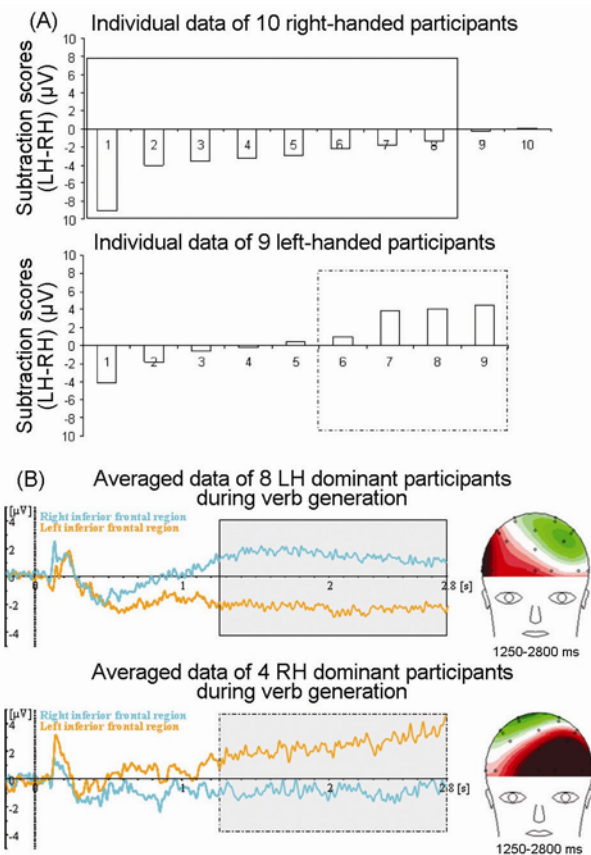 (A)
Individual data of 10 right-handed participants
Subtraction scores
(LH-RH) (µV)
10
8
6
4
2
0
-2
-4
-6
-8
10
1 2 3 4 5 6 7 8 9 10
Individual data of 9 left-handed participants
Subtraction scores
(LH-RH) (µV)
10
8
6
4
2
0
-2
-4
-6
-8
10
1 2 3 4 5 6 7 8 9
(B)
Averaged data of 8 LH dominant participants
during verb generation
[µV]
Right inferior frontal region
Left inferior frontal region
4
2
0
-2
-4
0 1 2 2.8 [s]
1250-2800 ms
Averaged data of 4 RH dominant participants
during verb generation
[µV]
Right inferior frontal region
Left inferior frontal region
4
2
0
-2
-4
0 1 2 2.8 [s]
1250-2800 ms